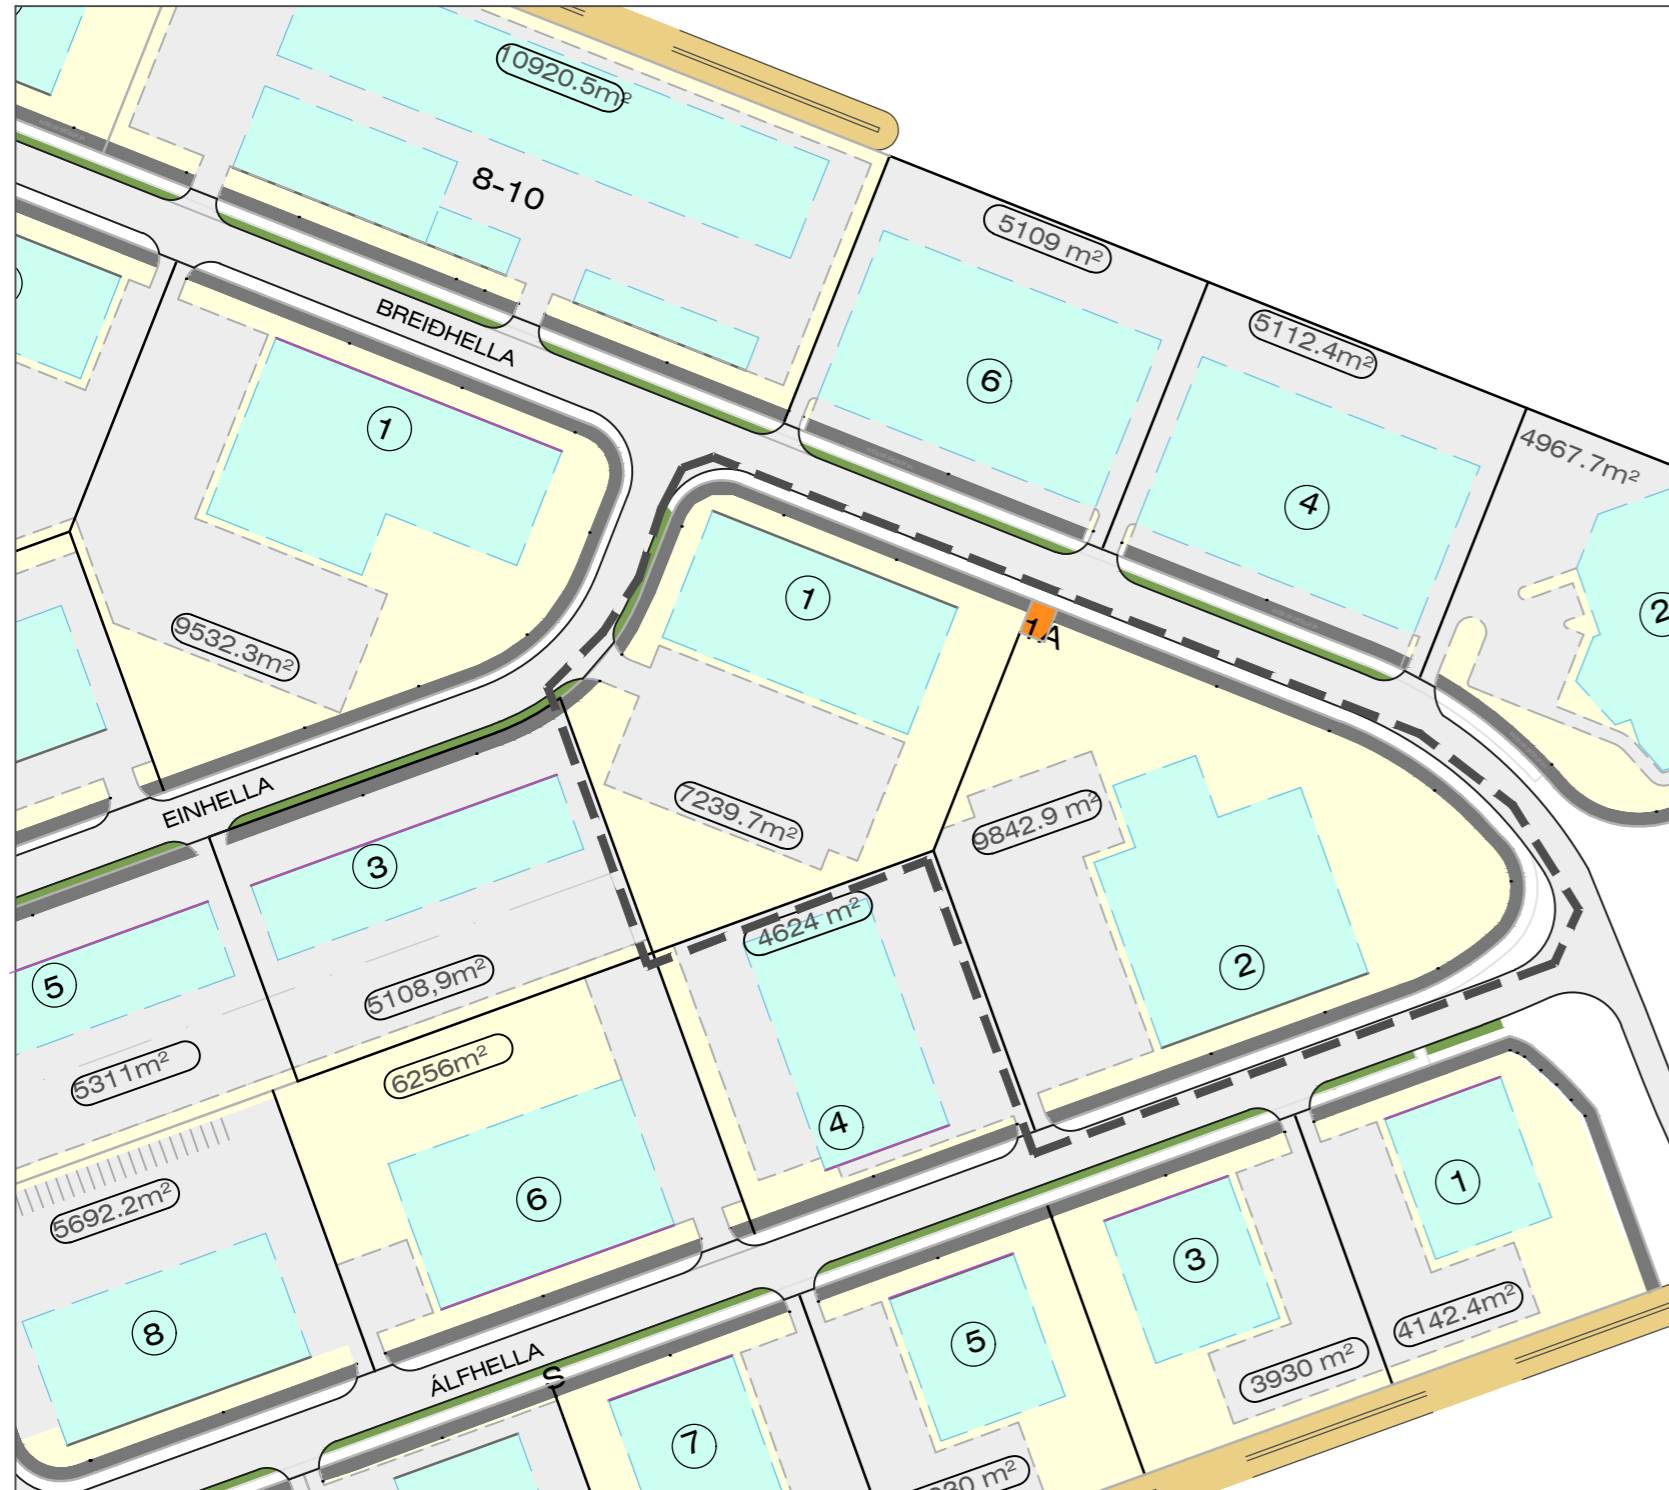 10920.5m²
8-10
5109 m²
5112.4m²
4967.7m²
BREIÐHELLA
6
1
4
1
2
1A
9532.3m²
EINHELLA
7239.7m²
9842.9 m²
3
4624 m²
5
5108,9m²
2
5311m²
6256m²
4
1
5692.2m²
6
3
8
5
4142.4m²
ÁLFHELLA
S
3930 m²
7